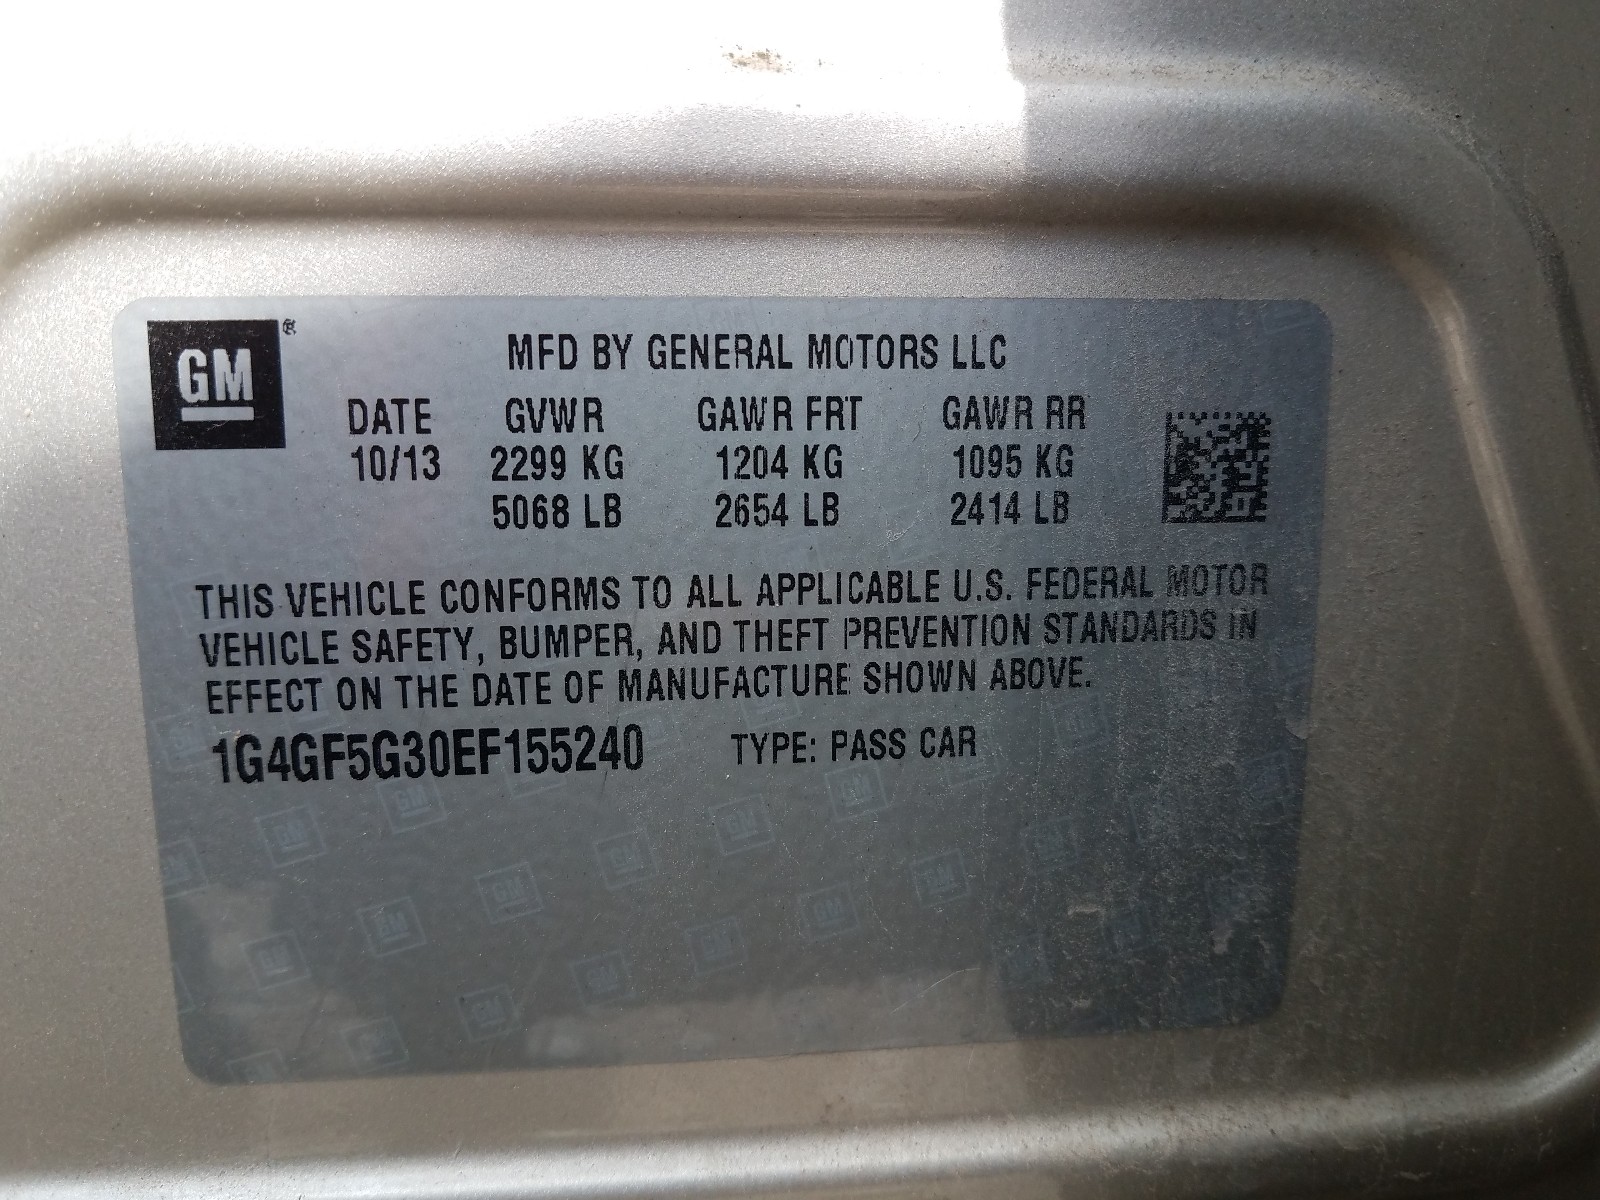 GM®
MFD BY GENERAL MOTORS LLC
DATE GVWR GAWR FRT GAWR RR
10/13 2299 KG 1204 KG 1095 KG
5068 LB 2654 LB 2414 LB
THIS VEHICLE CONFORMS TO ALL APPLICABLE U.S. FEDERAL MOTOR
VEHICLE SAFETY, BUMPER, AND THEFT PREVENTION STANDARDS IN
EFFECT ON THE DATE OF MANUFACTURE SHOWN ABOVE.
1G4GF5G30EF155240 TYPE: PASS CAR